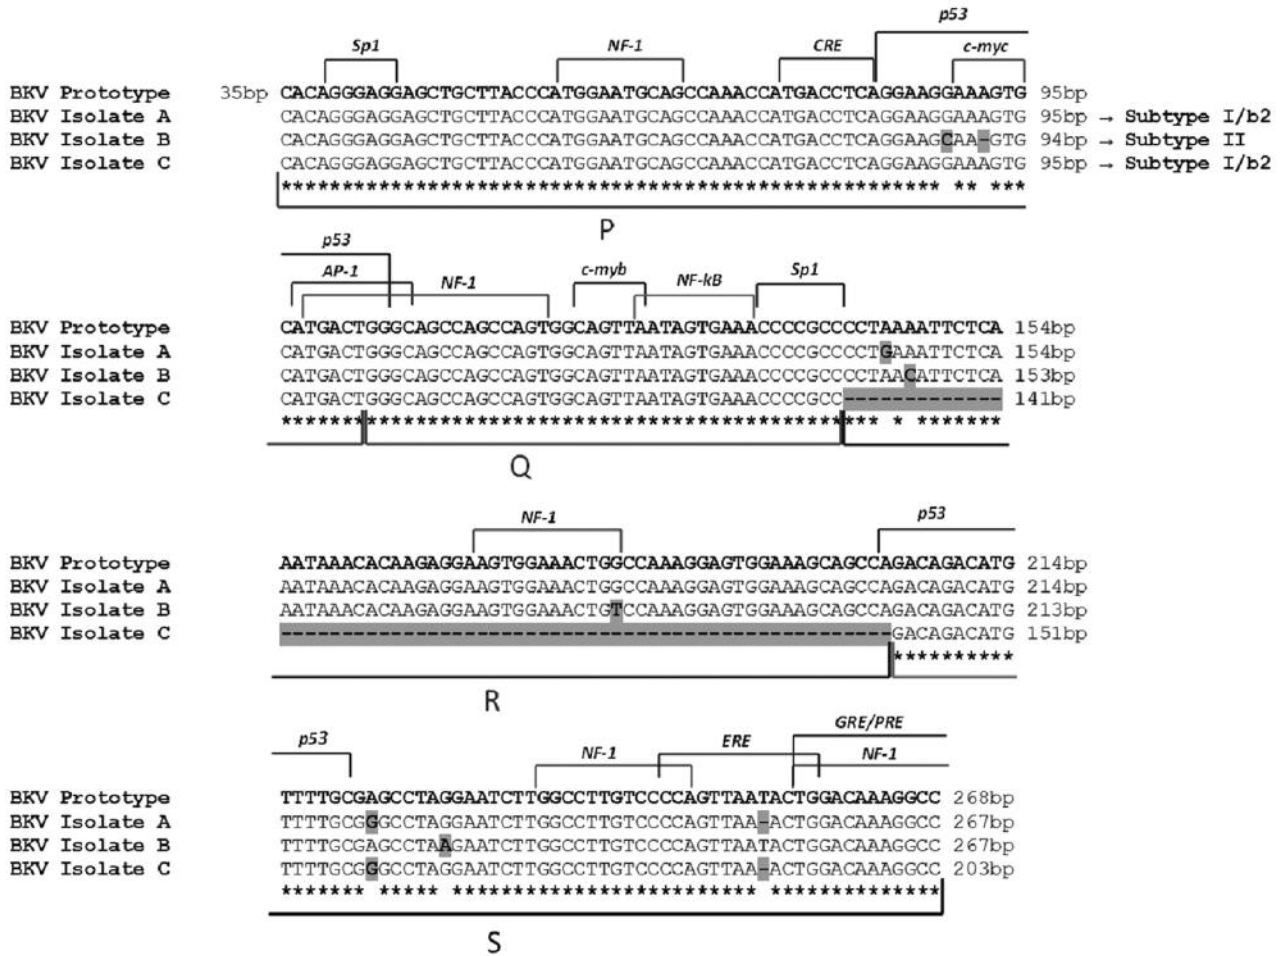 p53
Sp1 NF-1 CRE c-myc
BKV Prototype 35bp CACAGGGAGGAGCTGCTTACCCATGGAATGCAGCCAAACCATGACCTCAGGAAGGAAAGTG 95bp
BKV Isolate A CACAGGGAGGAGCTGCTTACCCATGGAATGCAGCCAAACCATGACCTCAGGAAGGAAAGTG 95bp → Subtype I/b2
BKV Isolate B CACAGGGAGGAGCTGCTTACCCATGGAATGCAGCCAAACCATGACCTCAGGAAGCAA-GTG 94bp → Subtype II
BKV Isolate C CACAGGGAGGAGCTGCTTACCCATGGAATGCAGCCAAACCATGACCTCAGGAAGGAAAGTG 95bp → Subtype I/b2
****************************************************** ** ***
P
p53
AP-1 NF-1 c-myb NF-kB Sp1
BKV Prototype CATGACTGGGCAGCCAGCCAGTGGCAGTTAATAGTGAAACCCCGCCCCTAAAATTCTCA 154bp
BKV Isolate A CATGACTGGGCAGCCAGCCAGTGGCAGTTAATAGTGAAACCCCGCCCCTGAAATTCTCA 154bp
BKV Isolate B CATGACTGGGCAGCCAGCCAGTGGCAGTTAATAGTGAAACCCCGCCCCTAACATTCTCA 153bp
BKV Isolate C CATGACTGGGCAGCCAGCCAGTGGCAGTTAATAGTGAAACCCCGCC------------- 141bp
************************************************* * *******
Q
NF-1 p53
BKV Prototype AATAAACACAAGAGGAAGTGGAAACTGGCCAAAGGAGTGGAAAGCAGCCAGACAGACATG 214bp
BKV Isolate A AATAAACACAAGAGGAAGTGGAAACTGGCCAAAGGAGTGGAAAGCAGCCAGACAGACATG 214bp
BKV Isolate B AATAAACACAAGAGGAAGTGGAAACTGTCCAAAGGAGTGGAAAGCAGCCAGACAGACATG 213bp
BKV Isolate C --------------------------------------------------GACAGACATG 151bp
**********
R
GRE/PRE
p53 NF-1 ERE NF-1
BKV Prototype TTTTGCGAGCCTAGGAATCTTGGCCTTGTCCCCAGTTAATACTGGACAAAGGCC 268bp
BKV Isolate A TTTTGCGGGCCTAGGAATCTTGGCCTTGTCCCCAGTTAA-ACTGGACAAAGGCC 267bp
BKV Isolate B TTTTGCGAGCCTAAGAATCTTGGCCTTGTCCCCAGTTAATACTGGACAAAGGCC 267bp
BKV Isolate C TTTTGCGGGCCTAGGAATCTTGGCCTTGTCCCCAGTTAA-ACTGGACAAAGGCC 203bp
******* ***** ************************* **************
S